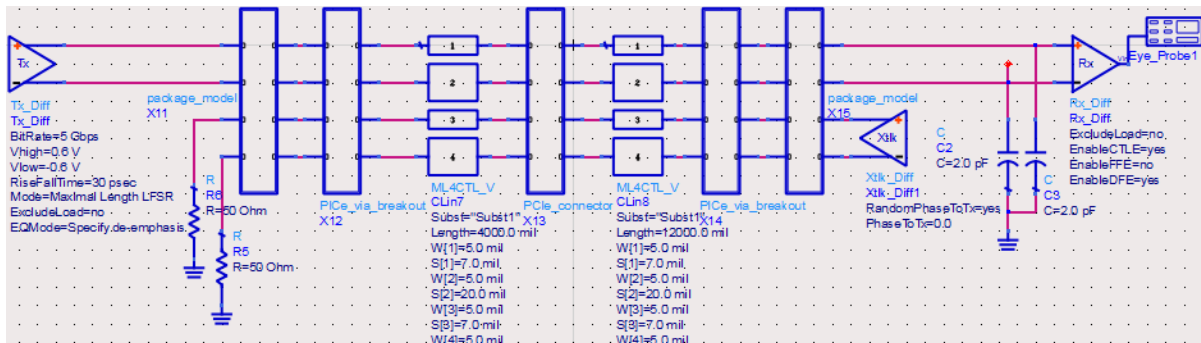 Tx
Tx_Diff
Tx_Diff
BitRate=5 Gbps
Vhigh=0.6 V
Vlow=-0.6 V
RiseFallTime=30 psec
Mode=Maximal Length LFSR
ExcludeLoad=no
EQMode=Specify de-emphasis
package_model
X11
R
R6
R=50 Ohm
R
R5
R=50 Ohm
PICe_via_breakout
X12
1
2
3
4
ML4CTL_V
CLin7
Subst="Subst1"
Length=4000.0 mil
W[1]=5.0 mil
S[1]=7.0 mil
W[2]=5.0 mil
S[2]=20.0 mil
W[3]=5.0 mil
S[3]=7.0 mil
W[4]=5.0 mil
PCIe_connector
X13
1
2
3
4
ML4CTL_V
CLin8
Subst="Subst1"
Length=12000.0 mil
W[1]=5.0 mil
S[1]=7.0 mil
W[2]=5.0 mil
S[2]=20.0 mil
W[3]=5.0 mil
S[3]=7.0 mil
W[4]=5.0 mil
PICe_via_breakout
X14
package_model
X15
Xtlk
Xtlk_Diff
Xtlk_Diff1
RandomPhaseToTx=yes
PhaseToTx=0.0
C
C2
C=2.0 pF
C
C3
C=2.0 pF
Rx
Rx_Diff
Rx_Diff
ExcludeLoad=no
EnableCTLE=yes
EnableFFE=no
EnableDFE=yes
Eye_Probe1